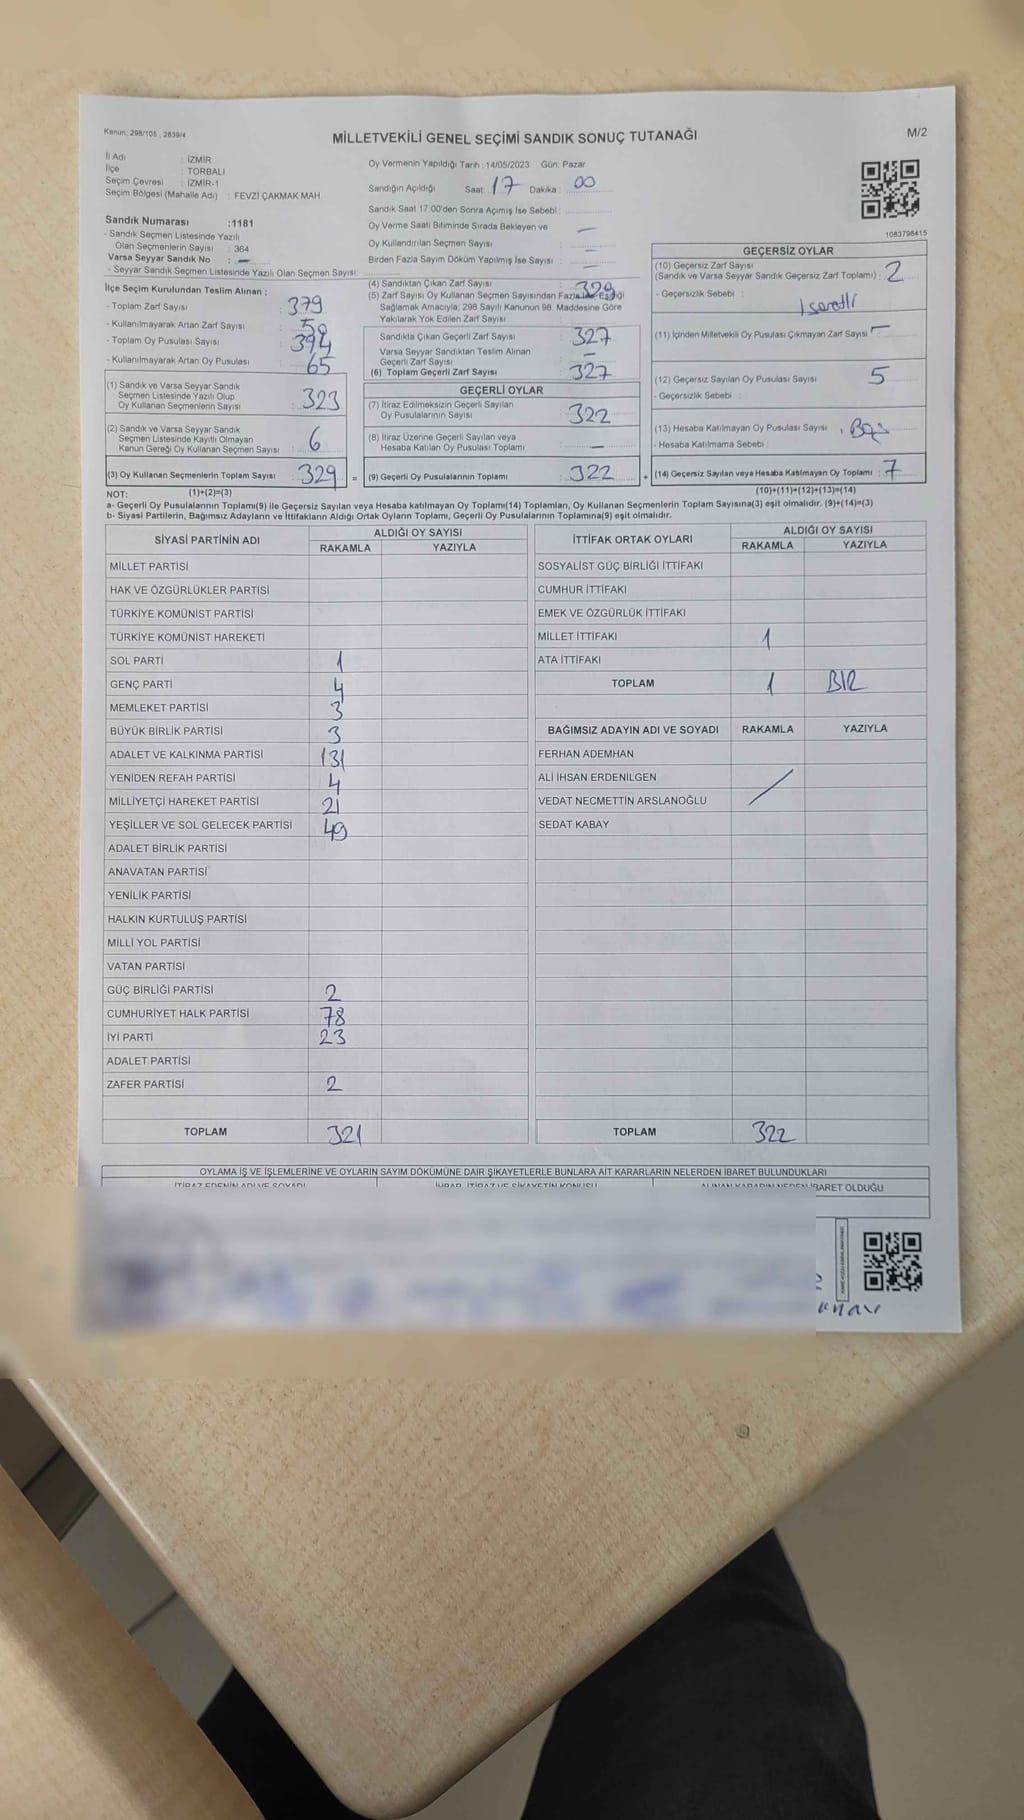 Kanun: 298/105 , 2839/4
MİLLETVEKİLİ GENEL SEÇİMİ SANDIK SONUÇ TUTANAĞI
M/2
İl Adı : İZMİR
İlçe : TORBALI
Seçim Çevresi : İZMİR-1
Seçim Bölgesi (Mahalle Adı) : FEVZİ ÇAKMAK MAH
Sandık Numarası :1181
- Sandık Seçmen Listesinde Yazılı
Olan Seçmenlerin Sayısı : 364
Varsa Seyyar Sandık No : –
- Seyyar Sandık Seçmen Listesinde Yazılı Olan Seçmen Sayısı:
Oy Vermenin Yapıldığı Tarih : 14/05/2023 Gün: Pazar
Sandığın Açıldığı Saat: 17 Dakika : 00
Sandık Saat 17:00'den Sonra Açımış İse Sebebi :
Oy Verme Saati Bitiminde Sırada Bekleyen ve –
Oy Kullandırılan Seçmen Sayısı : –
Birden Fazla Sayım Döküm Yapılmış İse Sayısı : –
1083796415
İlçe Seçim Kurulundan Teslim Alınan ;
- Toplam Zarf Sayısı : 379
- Kullanılmayarak Artan Zarf Sayısı : 50
- Toplam Oy Pusulası Sayısı : 394
- Kullanılmayarak Artan Oy Pusulası : 65
(1) Sandık ve Varsa Seyyar Sandık
Seçmen Listesinde Yazılı Olup
Oy Kullanan Seçmenlerin Sayısı : 323
(2) Sandık ve Varsa Seyyar Sandık
Seçmen Listesinde Kayıtlı Olmayan
Kanun Gereği Oy Kullanan Seçmen Sayısı : 6
(3) Oy Kullanan Seçmenlerin Toplam Sayısı : 329 =
(4) Sandıktan Çıkan Zarf Sayısı : 329
(5) Zarf Sayısı Oy Kullanan Seçmen Sayısından Fazla İse Eşitliği
Sağlamak Amacıyla; 298 Sayılı Kanunun 98. Maddesine Göre
Yakılarak Yok Edilen Zarf Sayısı :
Sandıkta Çıkan Geçerli Zarf Sayısı : 327
Varsa Seyyar Sandıktan Teslim Alınan
Geçerli Zarf Sayısı : –
(6) Toplam Geçerli Zarf Sayısı : 327
GEÇERLİ OYLAR
(7) İtiraz Edilmeksizin Geçerli Sayılan
Oy Pusulalarının Sayısı : 322
(8) İtiraz Üzerine Geçerli Sayılan veya
Hesaba Katılan Oy Pusulası Toplamı : –
(9) Geçerli Oy Pusulalarının Toplamı : 322 +
GEÇERSİZ OYLAR
(10) Geçersiz Zarf Sayısı
(Sandık ve Varsa Seyyar Sandık Geçersiz Zarf Toplamı) : 2
- Geçersizlik Sebebi : İşaretli
(11) İçinden Milletvekili Oy Pusulası Çıkmayan Zarf Sayısı : –
(12) Geçersiz Sayılan Oy Pusulası Sayısı : 5
- Geçersizlik Sebebi :
(13) Hesaba Katılmayan Oy Pusulası Sayısı :
- Hesaba Katılmama Sebebi :
(14) Geçersiz Sayılan veya Hesaba Katılmayan Oy Toplamı : 7
NOT: (1)+(2)=(3) (10)+(11)+(12)+(13)=(14)
a- Geçerli Oy Pusulasının Toplamı(9) ile Geçersiz Sayılan veya Hesaba katılmayan Oy Toplamı(14) Toplamları, Oy Kullanan Seçmenlerin Toplam Sayısına(3) eşit olmalıdır. (9)+(14)=(3)
b- Siyasi Partilerin, Bağımsız Adayların ve İttifakların Aldığı Ortak Oyların Toplamı, Geçerli Oy Pusulalarının Toplamına(9) eşit olmalıdır.
SİYASİ PARTİNİN ADI ALDIĞI OY SAYISI
RAKAMLA YAZIYLA
MİLLET PARTİSİ
HAK VE ÖZGÜRLÜKLER PARTİSİ
TÜRKİYE KOMÜNİST PARTİSİ
TÜRKİYE KOMÜNİST HAREKETİ
SOL PARTİ 1
GENÇ PARTİ 4
MEMLEKET PARTİSİ 3
BÜYÜK BİRLİK PARTİSİ 3
ADALET VE KALKINMA PARTİSİ 131
YENİDEN REFAH PARTİSİ 4
MİLLİYETÇİ HAREKET PARTİSİ 21
YEŞİLLER VE SOL GELECEK PARTİSİ 49
ADALET BİRLİK PARTİSİ
ANAVATAN PARTİSİ
YENİLİK PARTİSİ
HALKIN KURTULUŞ PARTİSİ
MİLLİ YOL PARTİSİ
VATAN PARTİSİ
GÜÇ BİRLİĞİ PARTİSİ 2
CUMHURİYET HALK PARTİSİ 78
İYİ PARTİ 23
ADALET PARTİSİ
ZAFER PARTİSİ 2
TOPLAM 321
İTTİFAK ORTAK OYLARI ALDIĞI OY SAYISI
RAKAMLA YAZIYLA
SOSYALİST GÜÇ BİRLİĞİ İTTİFAKI
CUMHUR İTTİFAKI
EMEK VE ÖZGÜRLÜK İTTİFAKI
MİLLET İTTİFAKI 1
ATA İTTİFAKI
TOPLAM 1 BİR
BAĞIMSIZ ADAYIN ADI VE SOYADI RAKAMLA YAZIYLA
FERHAN ADEMHAN
ALİ İHSAN ERDENİLGEN
VEDAT NECMETTİN ARSLANOĞLU
SEDAT KABAY
TOPLAM 322
OYLAMA İŞ VE İŞLEMLERİNE VE OYLARIN SAYIM DÖKÜMÜNE DAİR ŞİKAYETLERLE BUNLARA AİT KARARLARIN NELERDEN İBARET BULUNDUKLARI
İTİRAZ EDENİN ADI VE SOYADI İHBAR, İTİRAZ VE ŞİKAYETİN KONUSU ALINAN KARARIN NEDEN İBARET OLDUĞU